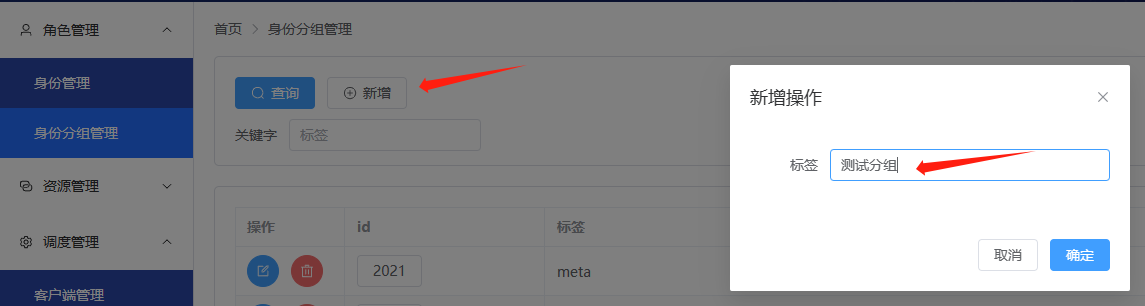 角色管理
身份管理
身份分组管理
资源管理
调度管理
客户端管理
首页 > 身份分组管理
查询 新增
关键字 标签
操作 id 标签
2021 meta
新增操作
标签 测试分组
取消 确定